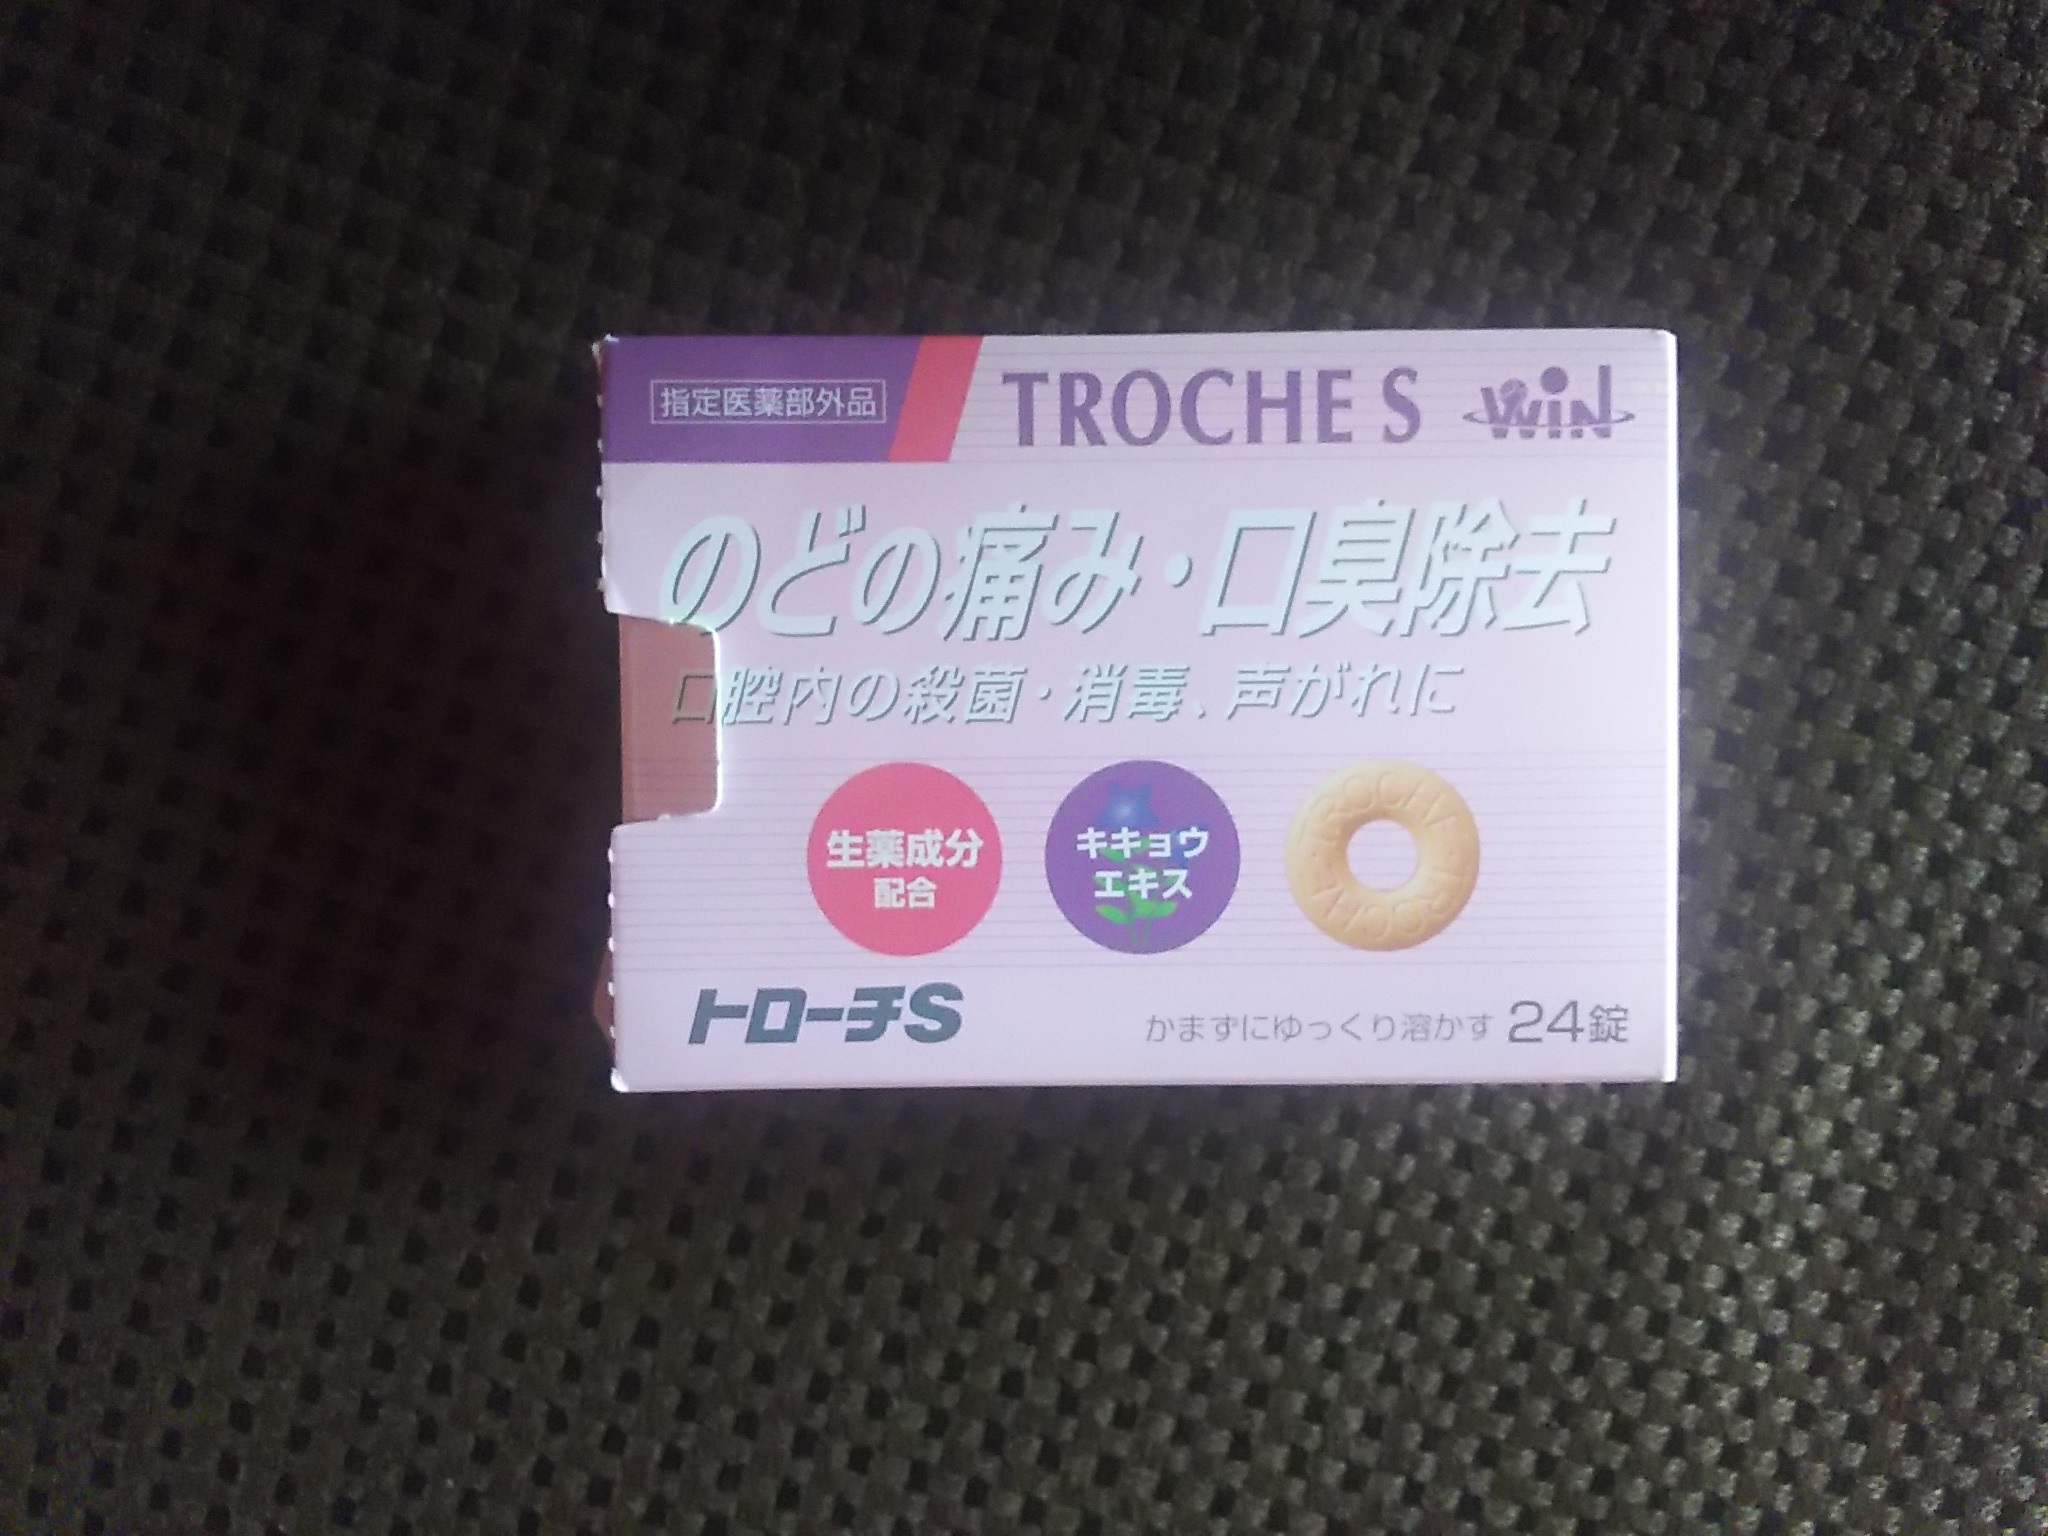 指定医薬部外品
TROCHE S
WIN
のどの痛み・口臭除去
口腔内の殺菌・消毒、声がれに
生薬成分
配合
キキョウ
エキス
TROCHE
TROCHE
トローチS
かまずにゆっくり溶かす 24錠